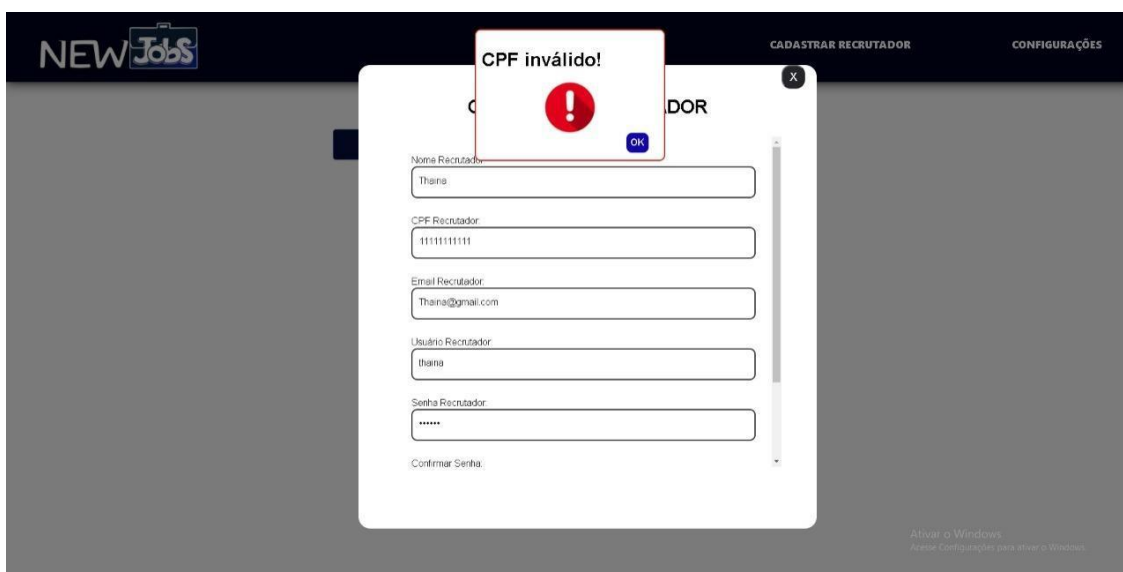 NEW JobS
CADASTRAR RECRUTADOR
CONFIGURAÇÕES
CPF inválido!
X
DOR
OK
Nome Recrutador
Thaina
CPF Recrutador:
11111111111
Email Recrutador:
Thaina@gmail.com
Usuário Recrutador:
thaina
Senha Recrutador:
••••••
Confirmar Senha:
Ativar o Windows
Acesse Configurações para ativar o Windows.